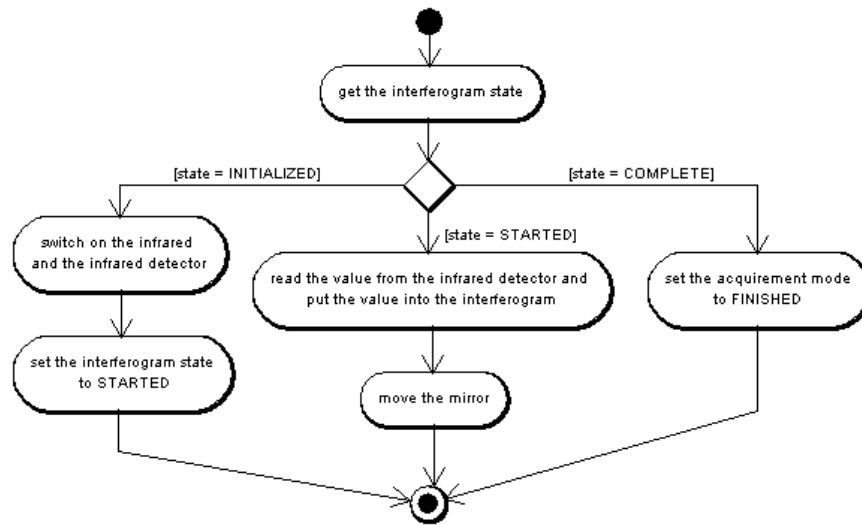 get the interferogram state
[state = INITIALIZED]
[state = COMPLETE]
[state = STARTED]
switch on the infrared
and the infrared detector
read the value from the infrared detector and
put the value into the interferogram
set the acquirement mode
to FINISHED
set the interferogram state
to STARTED
move the mirror